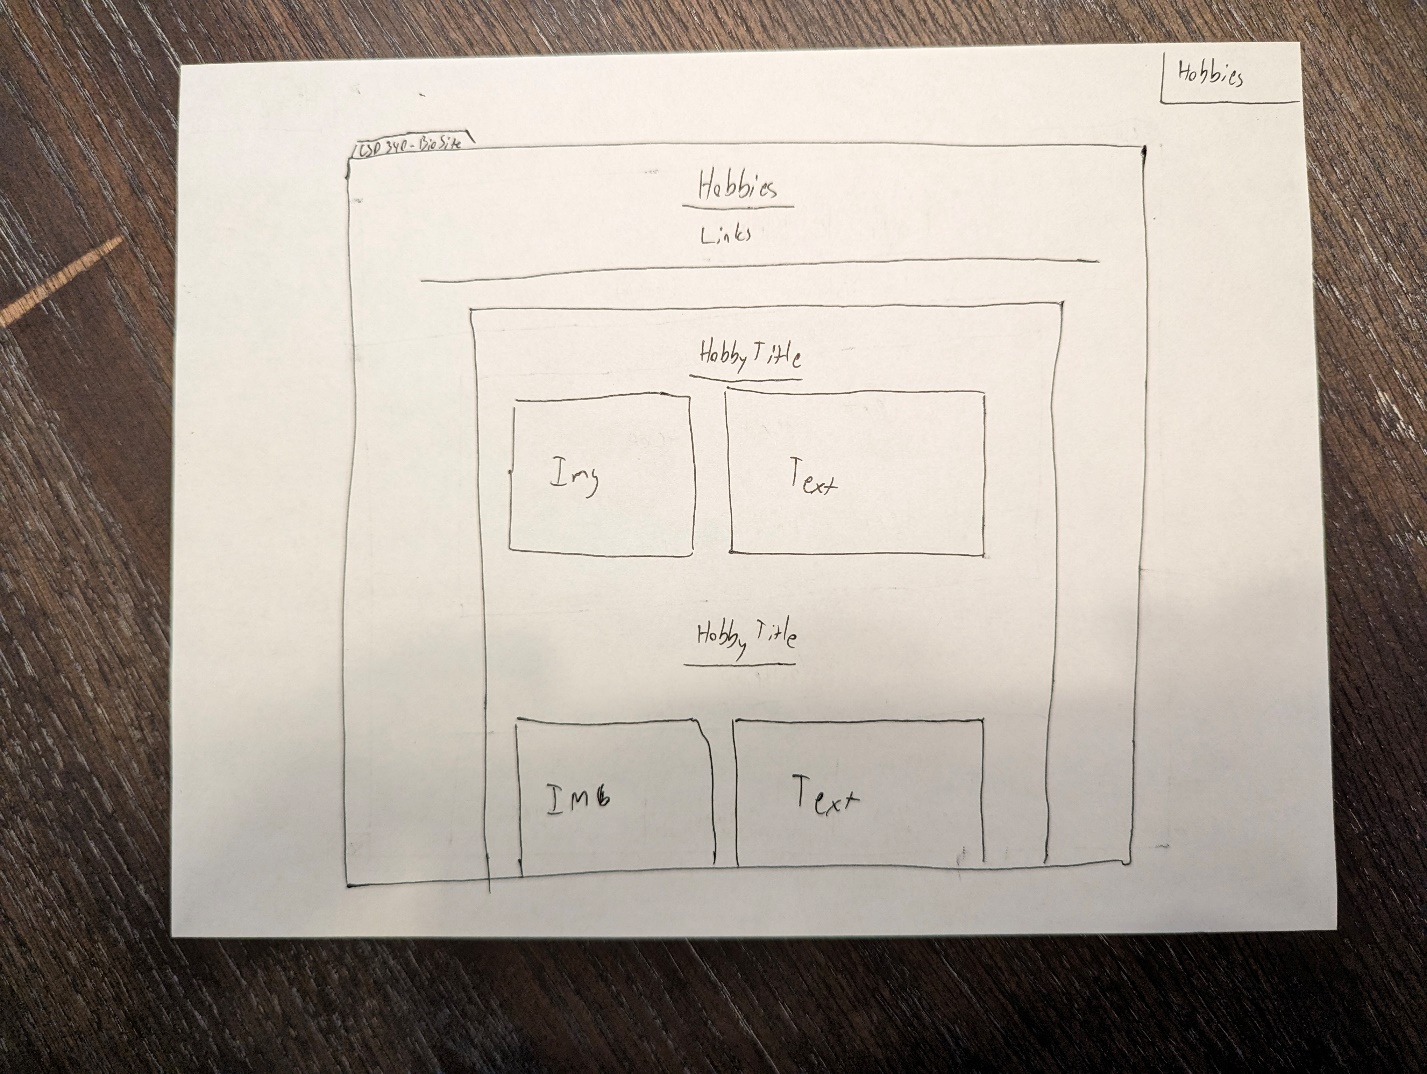 Hobbies
CSD 340-BioSite
Hobbies
Links
Hobby Title
Img
Text
Hobby Title
IMG
Text